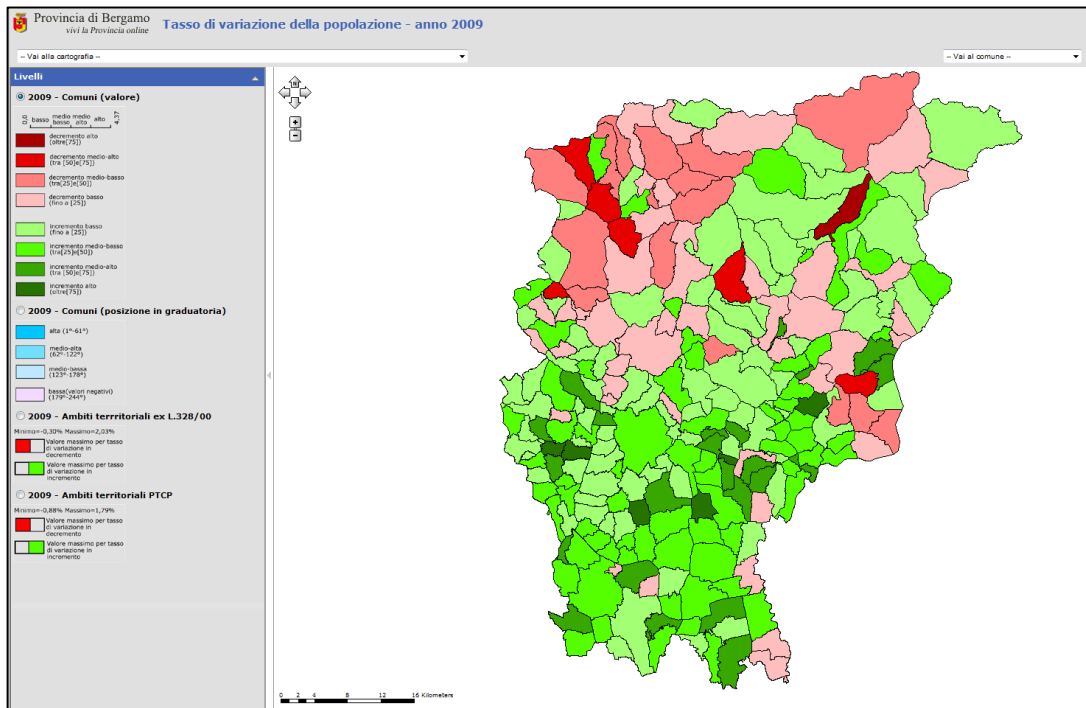 Provincia di Bergamo
vivi la Provincia online
Tasso di variazione della popolazione - anno 2009
-- Vai alla cartografia --
-- Vai al comune --
Livelli
2009 - Comuni (valore)
0,0 basso medio basso medio alto alto 4,37
decremento alto
(oltre[75])
decremento medio-alto
(tra [50]e[75])
decremento medio-basso
(tra[25]e[50])
decremento basso
(fino a [25])
incremento basso
(fino a [25])
incremento medio-basso
(tra[25]e[50])
incremento medio-alto
(tra [50]e[75])
incremento alto
(oltre[75])
2009 - Comuni (posizione in graduatoria)
alta (1°-61°)
medio-alta
(62°-122°)
medio-bassa
(123°-178°)
bassa(valori negativi)
(179°-244°)
2009 - Ambiti territoriali ex L.328/00
Minimo=-0,30% Massimo=2,03%
Valore massimo per tasso
di variazione in
decremento
Valore massimo per tasso
di variazione in
incremento
2009 - Ambiti territoriali PTCP
Minimo=-0,88% Massimo=1,79%
Valore massimo per tasso
di variazione in
decremento
Valore massimo per tasso
di variazione in
incremento
N
0 2 4 8 12 16 Kilometers